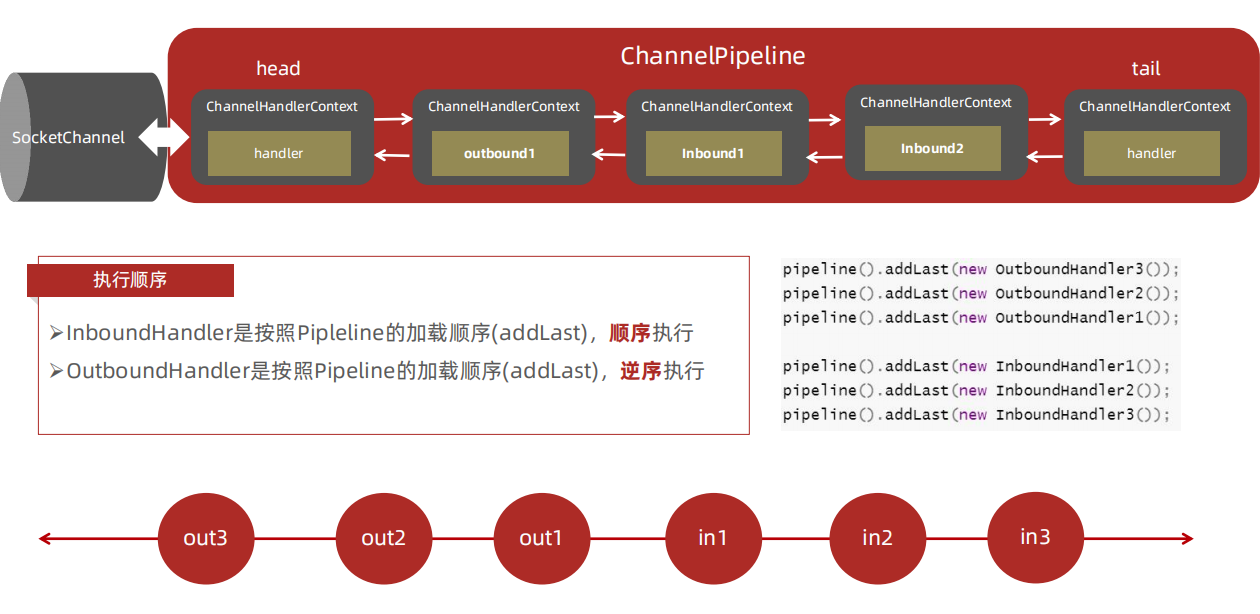 ChannelPipeline
head
tail
SocketChannel
ChannelHandlerContext
handler
ChannelHandlerContext
outbound1
ChannelHandlerContext
Inbound1
ChannelHandlerContext
Inbound2
ChannelHandlerContext
handler
执行顺序
➢InboundHandler是按照Pipleline的加载顺序(addLast)，顺序执行
➢OutboundHandler是按照Pipeline的加载顺序(addLast)，逆序执行
pipeline().addLast(new OutboundHandler3());
pipeline().addLast(new OutboundHandler2());
pipeline().addLast(new OutboundHandler1());
pipeline().addLast(new InboundHandler1());
pipeline().addLast(new InboundHandler2());
pipeline().addLast(new InboundHandler3());
out3
out2
out1
in1
in2
in3